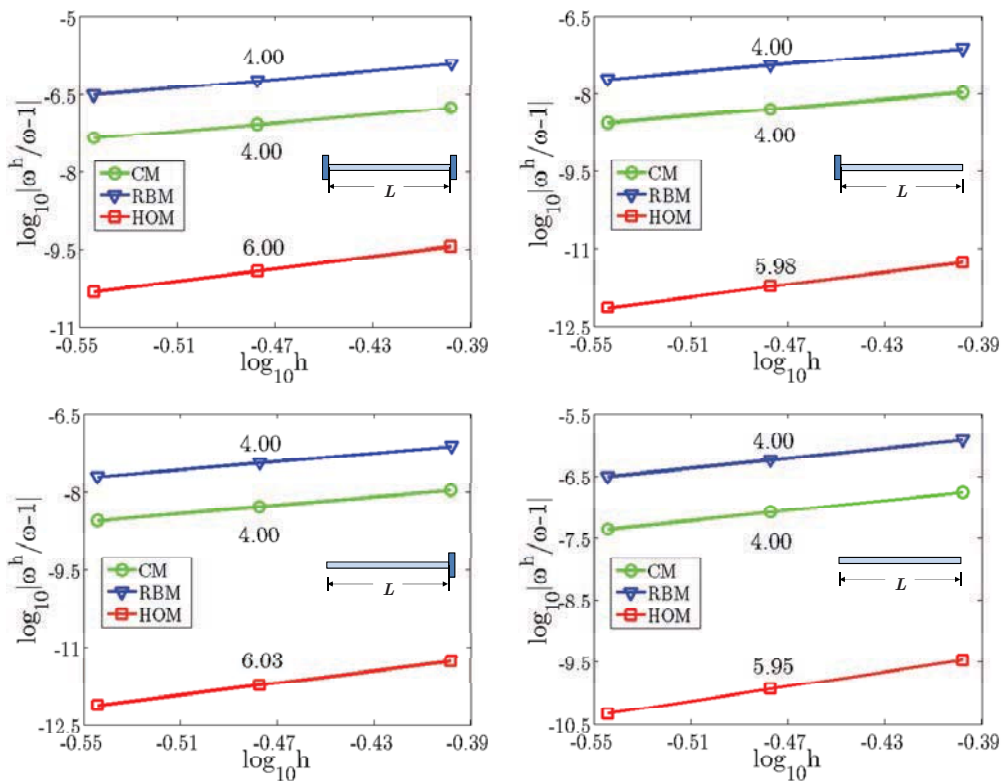 -5
-6.5
-8
-9.5
-11
log10|ω^h/ω-1|
4.00
4.00
6.00
CM
RBM
HOM
L
-0.55
-0.51
-0.47
-0.43
-0.39
log10h
-6.5
-8
-9.5
-11
-12.5
log10|ω^h/ω-1|
4.00
4.00
5.98
CM
RBM
HOM
L
-0.55
-0.51
-0.47
-0.43
-0.39
log10h
-6.5
-8
-9.5
-11
-12.5
log10|ω^h/ω-1|
4.00
4.00
6.03
CM
RBM
HOM
L
-0.55
-0.51
-0.47
-0.43
-0.39
log10h
-5.5
-6.5
-7.5
-8.5
-9.5
-10.5
log10|ω^h/ω-1|
4.00
4.00
5.95
CM
RBM
HOM
L
-0.55
-0.51
-0.47
-0.43
-0.39
log10h